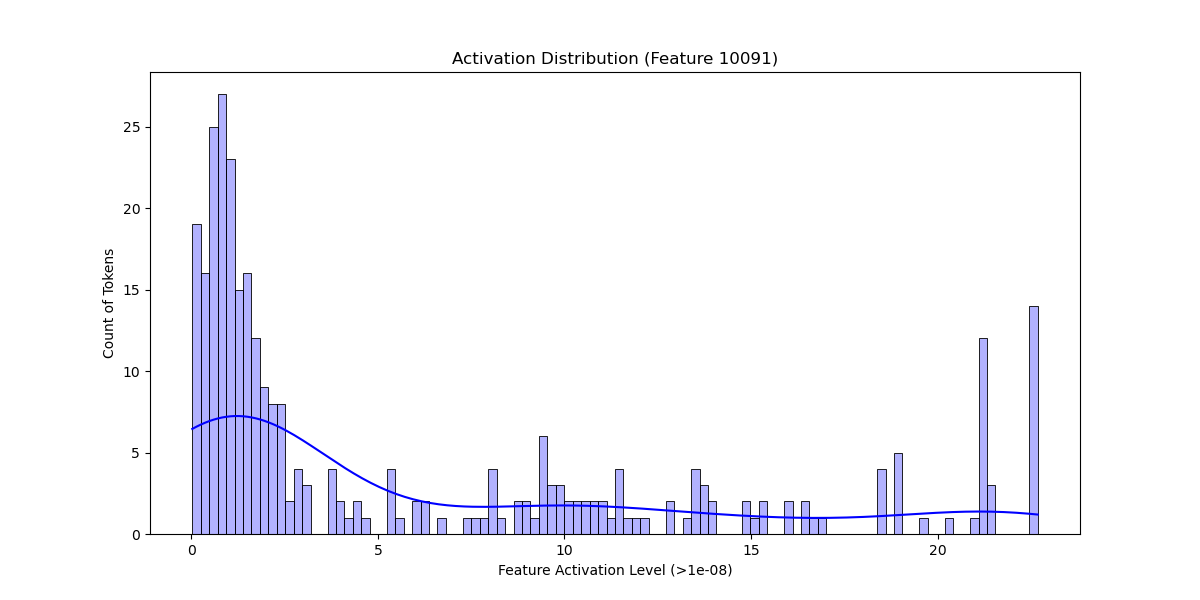 Activation Distribution (Feature 10091)
25
20
15
10
5
0
Count of Tokens
0 5 10 15 20
Feature Activation Level (>1e-08)